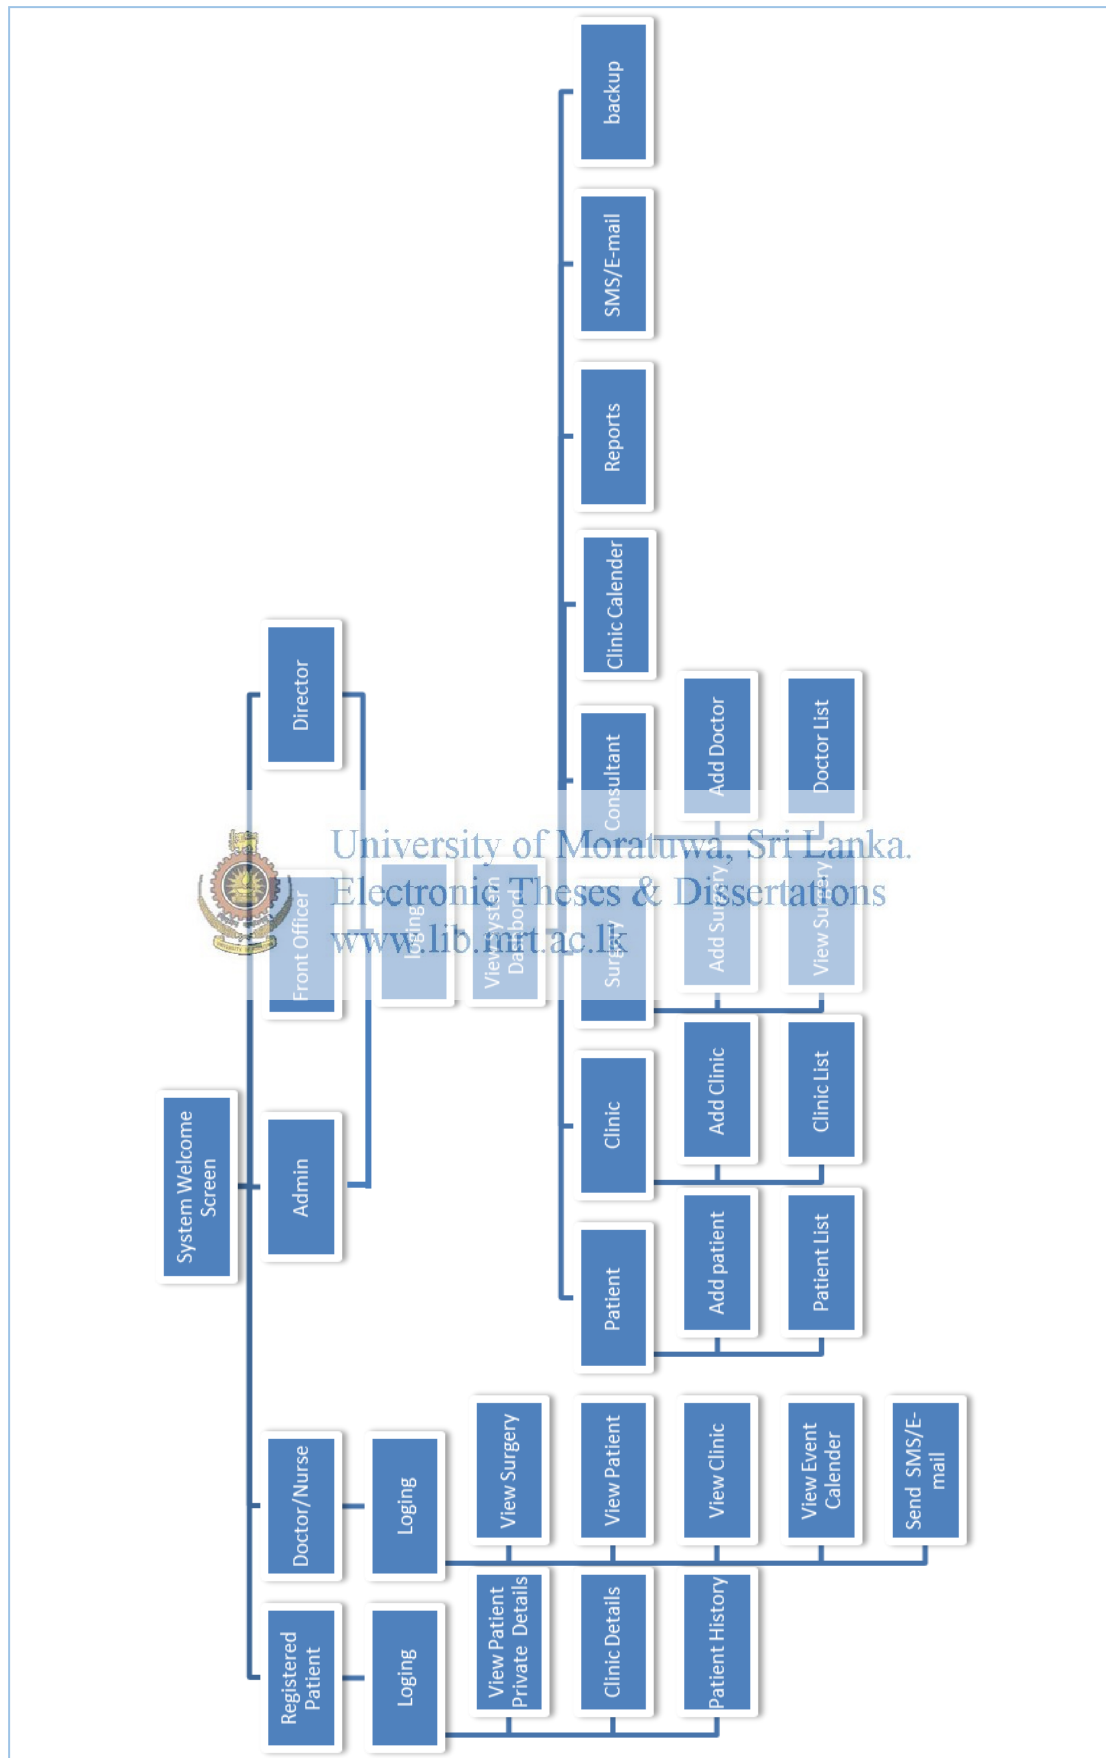 System Welcome
Screen
Registered
Patient
Doctor/Nurse
Admin
Front Officer
Director
Loging
Loging
loging
View Patient
Private Details
Clinic Details
Patient History
View Surgery
View Patient
View Clinic
View Event
Calender
Send SMS/E-
mail
View System
Dashbord
Patient
Add patient
Patient List
Clinic
Add Clinic
Clinic List
Surgery
Add Surgery
View Surgery
Consultant
Add Doctor
Doctor List
Clinic Calender
Reports
SMS/E-mail
backup
University of Moratuwa, Sri Lanka.
Electronic Theses & Dissertations
www.lib.mrt.ac.lk